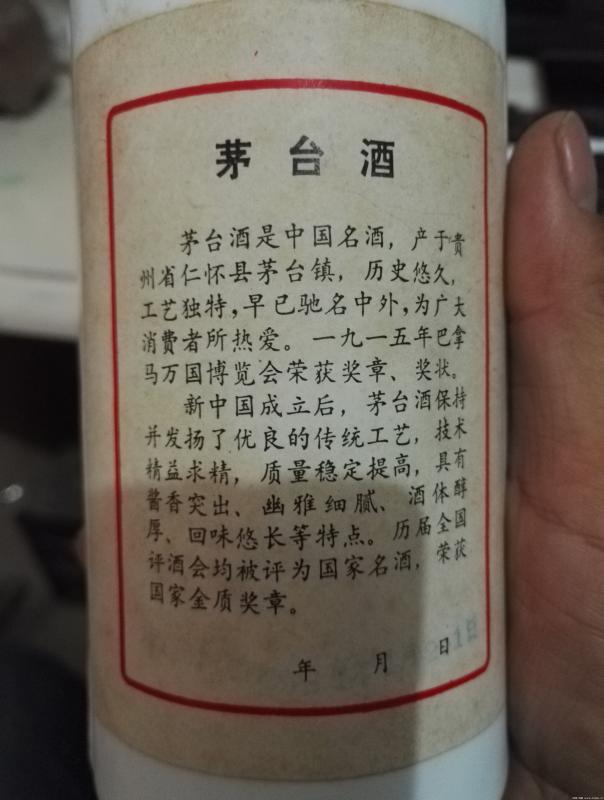 茅台酒
茅台酒是中国名酒，产于贵
州省仁怀县茅台镇，历史悠久，
工艺独特，早已驰名中外，为广大
消费者所热爱。一九一五年巴拿
马万国博览会荣获奖章、奖状。
新中国成立后，茅台酒保持
并发扬了优良的传统工艺，技术
精益求精，质量稳定提高，具有
酱香突出、幽雅细腻、酒体醇
厚、回味悠长等特点。历届全国
评酒会均被评为国家名酒，荣获
国家金质奖章。
年 月 日